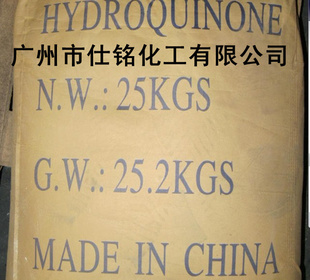 HYDROQUINONE
广州市仕铭化工有限公司
N.W.: 25KGS
G.W.: 25.2KGS
MADE IN CHINA